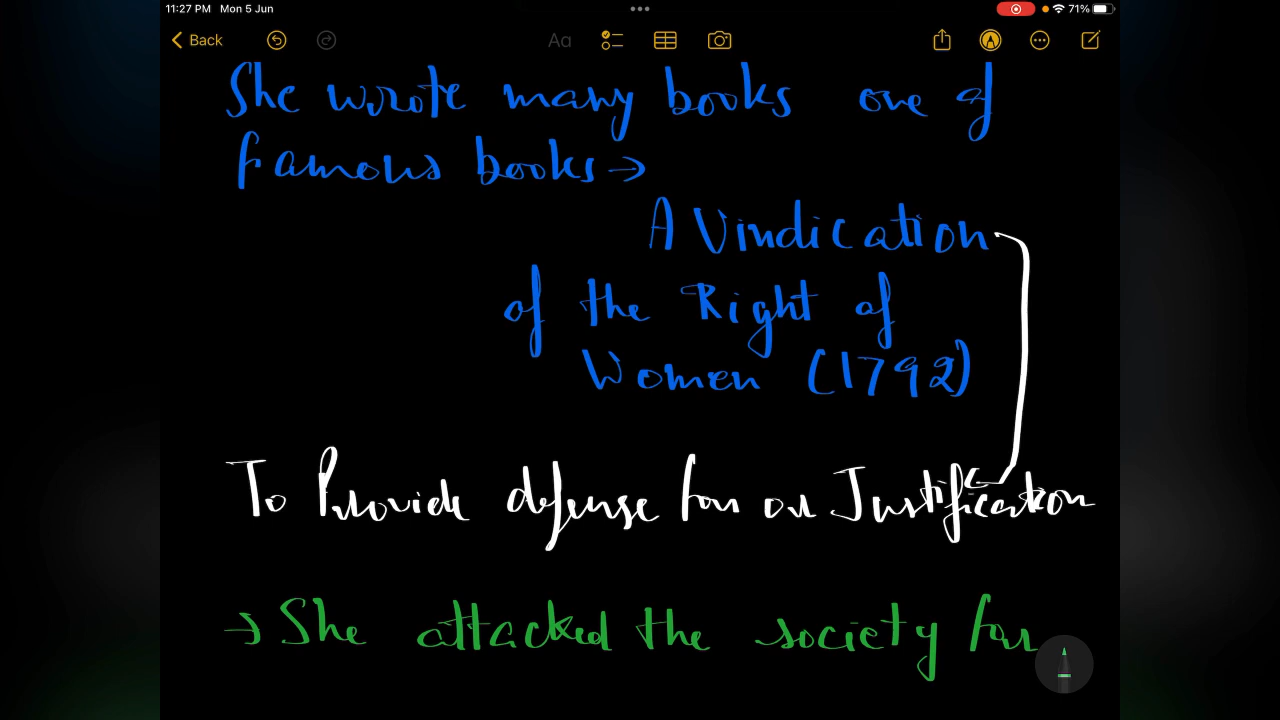 11:27 PM Mon 5 Jun
71%
Back
Aa
She wrote many books one of
famous books→
A Vindication
of the Right of
Women (1792)
To Provide defense for or Justification
→ She attacked the society for